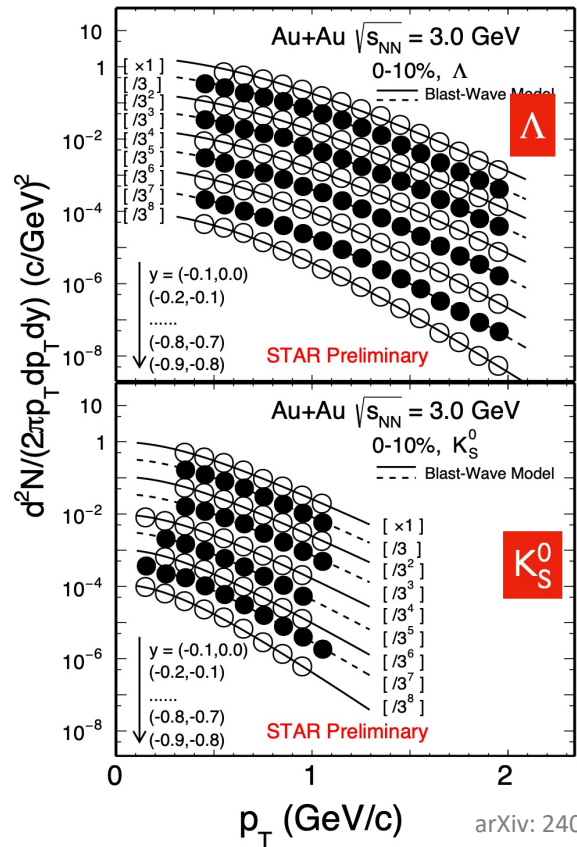 d²N/(2πp_T dp_T dy) (c/GeV)²
10
1
10⁻²
10⁻⁴
10⁻⁶
10⁻⁸
Au+Au √s_NN = 3.0 GeV
0-10%, Λ
Blast-Wave Model
Λ
[ ×1 ]
[ /3 ]
[ /3² ]
[ /3³ ]
[ /3⁴ ]
[ /3⁵ ]
[ /3⁶ ]
[ /3⁷ ]
[ /3⁸ ]
y = (-0.1,0.0)
(-0.2,-0.1)
......
(-0.8,-0.7)
(-0.9,-0.8)
STAR Preliminary
10
1
10⁻²
10⁻⁴
10⁻⁶
10⁻⁸
Au+Au √s_NN = 3.0 GeV
0-10%, K_S⁰
Blast-Wave Model
K_S⁰
[ ×1 ]
[ /3 ]
[ /3² ]
[ /3³ ]
[ /3⁴ ]
[ /3⁵ ]
[ /3⁶ ]
[ /3⁷ ]
[ /3⁸ ]
y = (-0.1,0.0)
(-0.2,-0.1)
......
(-0.8,-0.7)
(-0.9,-0.8)
STAR Preliminary
0 1 2
p_T (GeV/c)
arXiv: 240